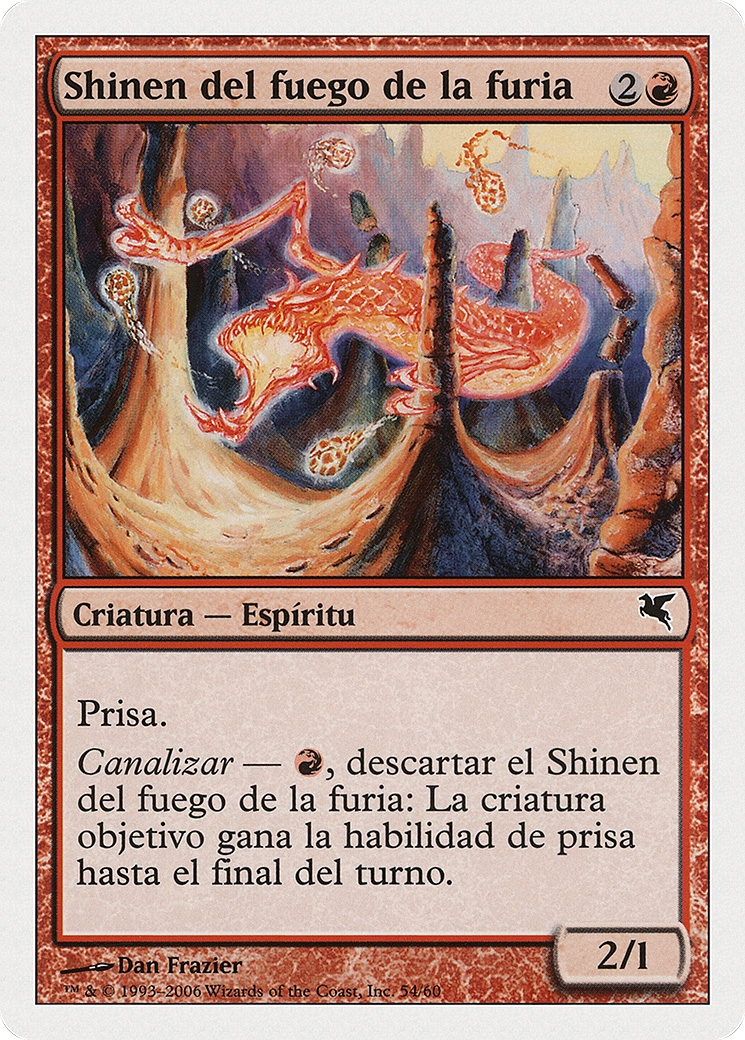 Shinen del fuego de la furia 2
Criatura — Espíritu
Prisa.
Canalizar — , descartar el Shinen
del fuego de la furia: La criatura
objetivo gana la habilidad de prisa
hasta el final del turno.
2/1
Dan Frazier
™ & © 1993–2006 Wizards of the Coast, Inc. 54/60